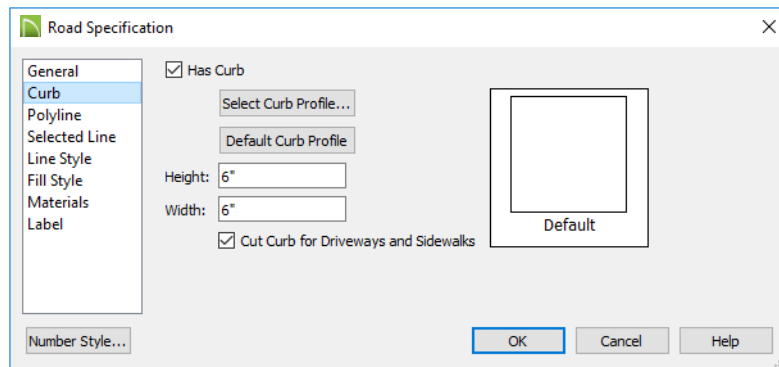 Road Specification
General
Curb
Polyline
Selected Line
Line Style
Fill Style
Materials
Label
Has Curb
Select Curb Profile...
Default Curb Profile
Height: 6"
Width: 6"
Cut Curb for Driveways and Sidewalks
Default
Number Style...
OK
Cancel
Help